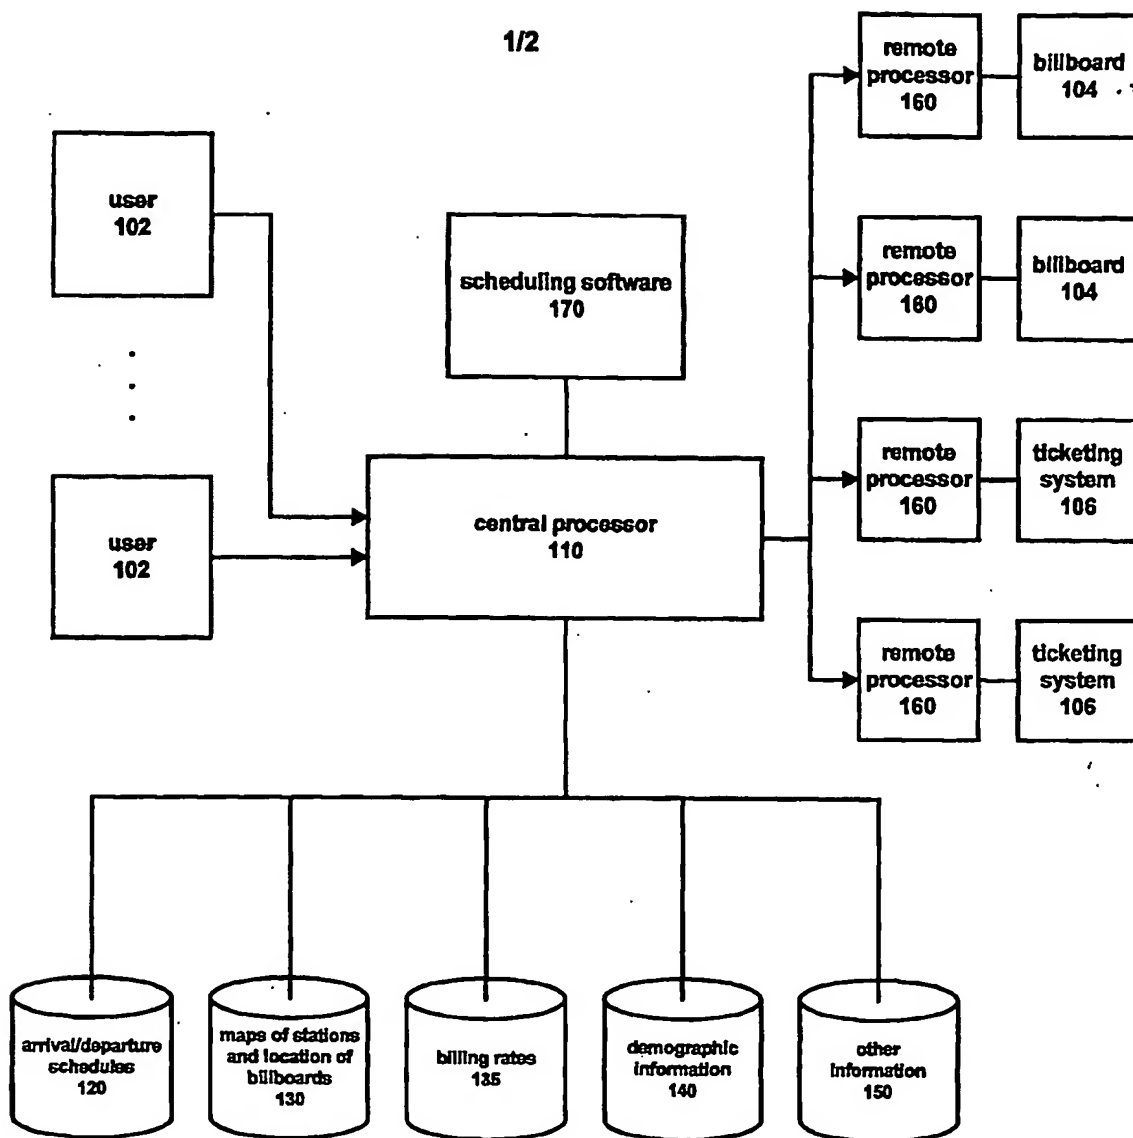 1/2
user
102
user
102
scheduling software
170
central processor
110
remote
processor
160
billboard
104
remote
processor
160
billboard
104
remote
processor
160
ticketing
system
106
remote
processor
160
ticketing
system
106
arrival/departure
schedules
120
maps of stations
and location of
billboards
130
billing rates
135
demographic
information
140
other
information
150